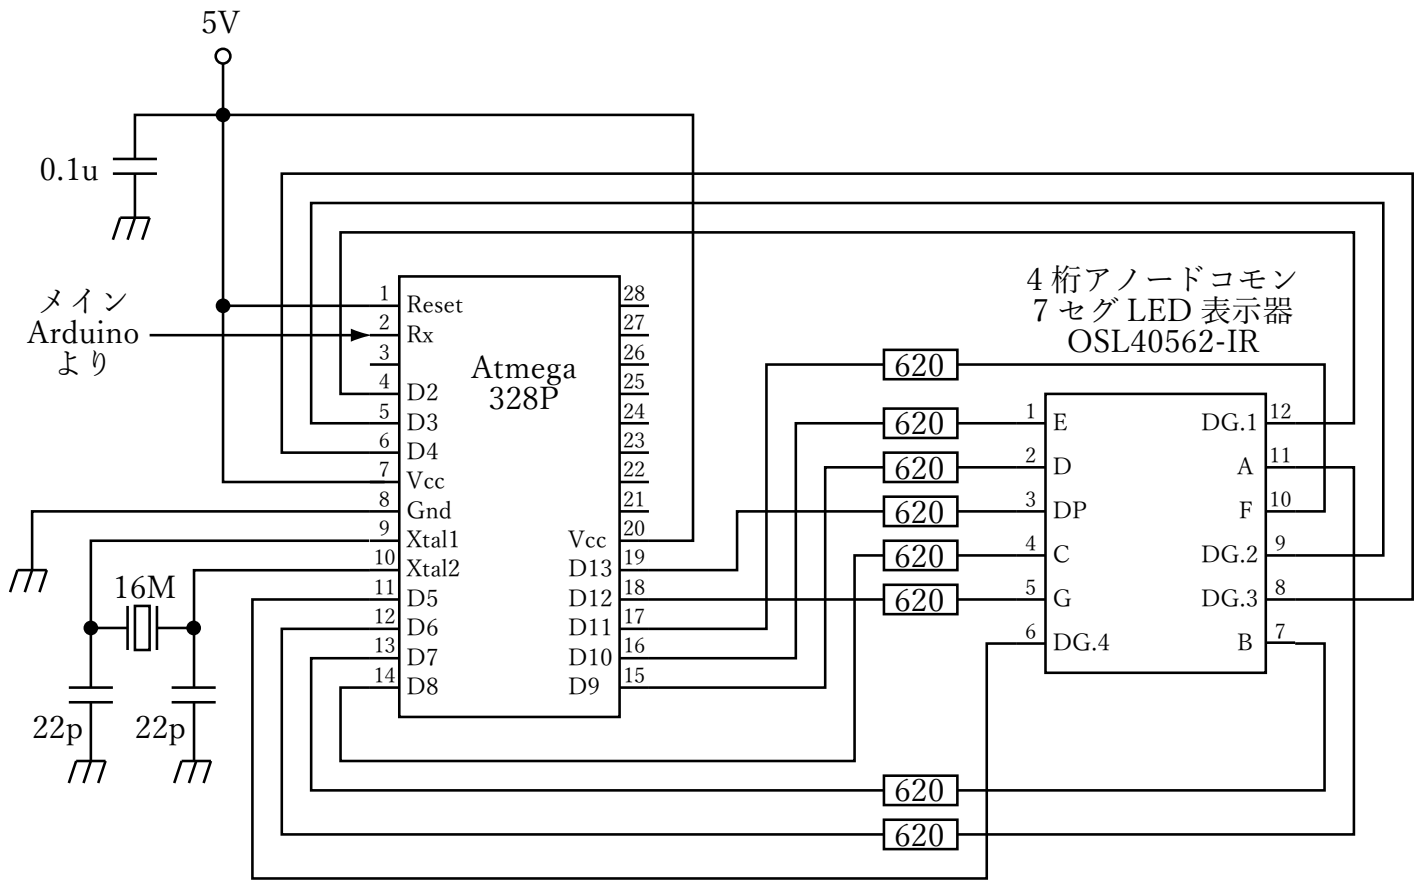 5V
0.1u
メイン
Arduino
より
Atmega
328P
1 Reset
2 Rx
3
4 D2
5 D3
6 D4
7 Vcc
8 Gnd
9 Xtal1
10 Xtal2
11 D5
12 D6
13 D7
14 D8
28
27
26
25
24
23
22
21
Vcc 20
D13 19
D12 18
D11 17
D10 16
D9 15
16M
22p
22p
4 桁アノードコモン
7 セグ LED 表示器
OSL40562-IR
620
620
620
620
620
620
620
620
1 E
2 D
3 DP
4 C
5 G
6 DG.4
DG.1 12
A 11
F 10
DG.2 9
DG.3 8
B 7